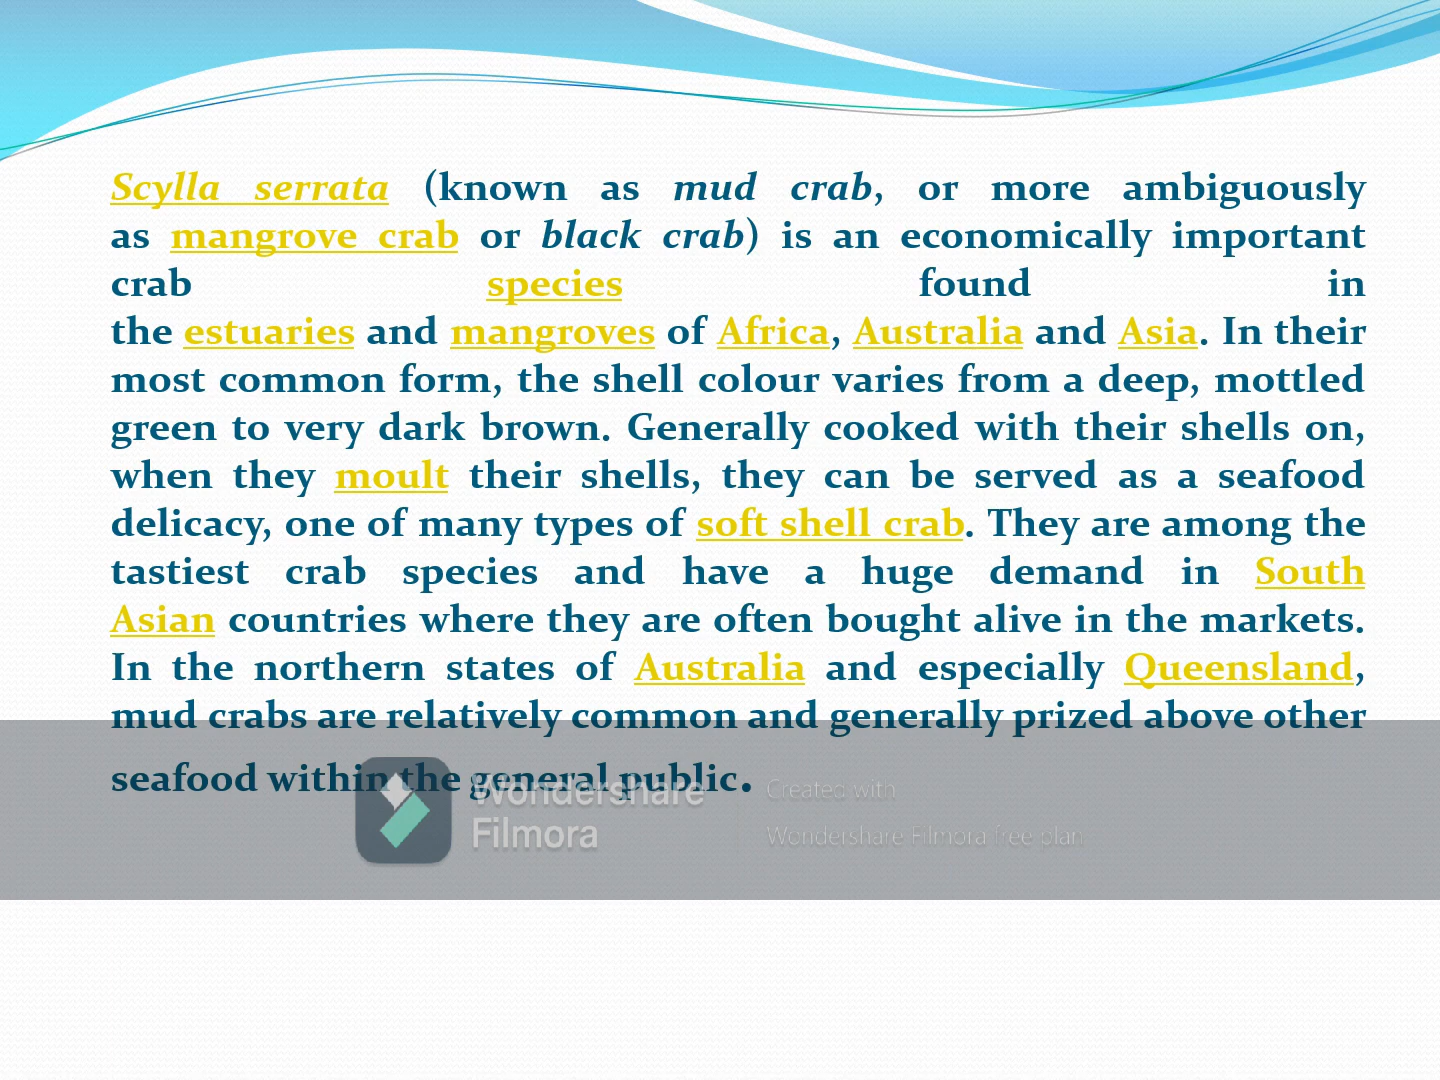 Scylla serrata (known as mud crab, or more ambiguously
as mangrove crab or black crab) is an economically important
crab species found in
the estuaries and mangroves of Africa, Australia and Asia. In their
most common form, the shell colour varies from a deep, mottled
green to very dark brown. Generally cooked with their shells on,
when they moult their shells, they can be served as a seafood
delicacy, one of many types of soft shell crab. They are among the
tastiest crab species and have a huge demand in South
Asian countries where they are often bought alive in the markets.
In the northern states of Australia and especially Queensland,
mud crabs are relatively common and generally prized above other
seafood within the general public.
Wondershare
Filmora
Created with
Wondershare Filmora free plan